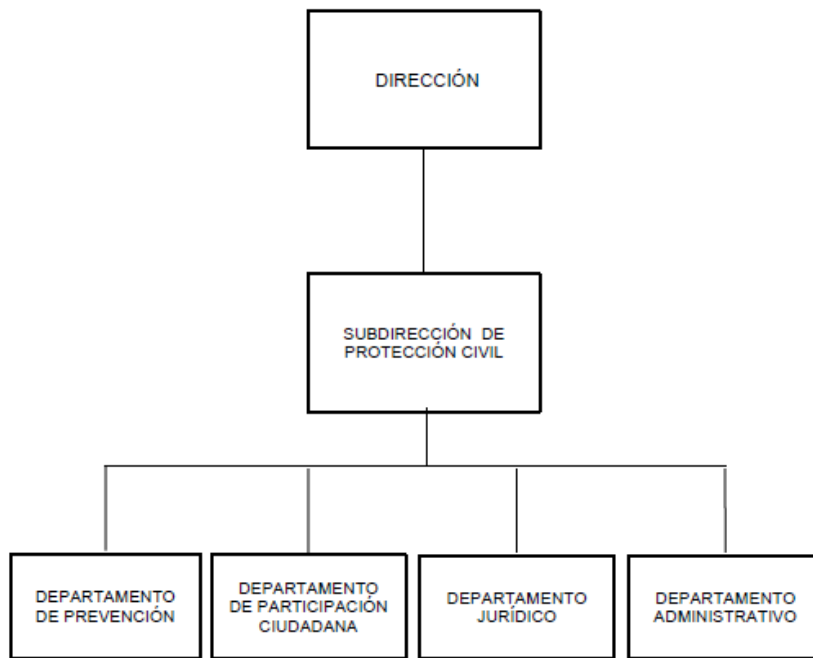 DIRECCIÓN
SUBDIRECCIÓN DE
PROTECCIÓN CIVIL
DEPARTAMENTO
DE PREVENCIÓN
DEPARTAMENTO
DE PARTICIPACIÓN
CIUDADANA
DEPARTAMENTO
JURÍDICO
DEPARTAMENTO
ADMINISTRATIVO